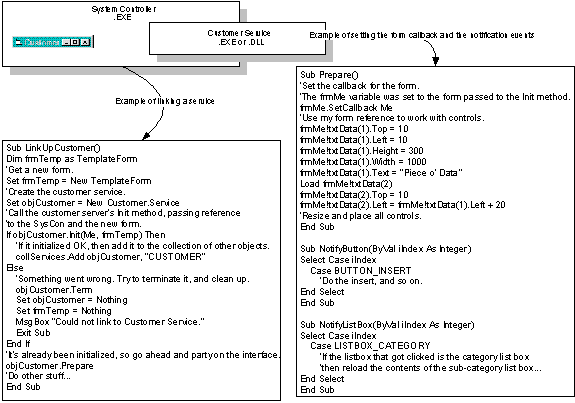 System Controller
.EXE
Customer
Customer Service
.EXE or .DLL
Example of setting the form callback and the notification events
Example of linking a service
Sub LinkUpCustomer()
Dim frmTemp as TemplateForm
'Get a new form.
Set frmTemp = New TemplateForm
'Create the customer service.
Set objCustomer = New Customer.Service
'Call the customer server's Init method, passing reference
'to the SysCon and the new form.
If objCustomer.Init(Me, frmTemp) Then
'If it initialized OK, then add it to the collection of other objects.
collServices.Add objCustomer, "CUSTOMER"
Else
'Something went wrong. Try to terminate it, and clean up.
objCustomer.Term
Set objCustomer = Nothing
Set frmTemp = Nothing
MsgBox "Could not link to Customer Service."
Exit Sub
End If
'It's already been initialized, so go ahead and party on the interface.
objCustomer.Prepare
'Do other stuff...
End Sub
Sub Prepare()
'Set the callback for the form.
'The frmMe variable was set to the form passed to the Init method.
frmMe.SetCallback Me
'Use my form reference to work with controls.
frmMe!txtData(1).Top = 10
frmMe!txtData(1).Left = 10
frmMe!txtData(1).Height = 300
frmMe!txtData(1).Width = 1000
frmMe!txtData(1).Text = "Piece o' Data"
Load frmMe!txtData(2)
frmMe!txtData(2).Top = 10
frmMe!txtData(2).Left = frmMe!txtData(1).Left + 20
'Resize and place all controls.
End Sub
Sub NotifyButton(ByVal iIndex As Integer)
Select Case iIndex
Case BUTTON_INSERT
'Do the insert, and so on.
End Select
End Sub
Sub NotifyListBox(ByVal iIndex As Integer)
Select Case iIndex
Case LISTBOX_CATEGORY
'If the listbox that got clicked is the category list box
'then reload the contents of the sub-category list box...
End Select
End Sub